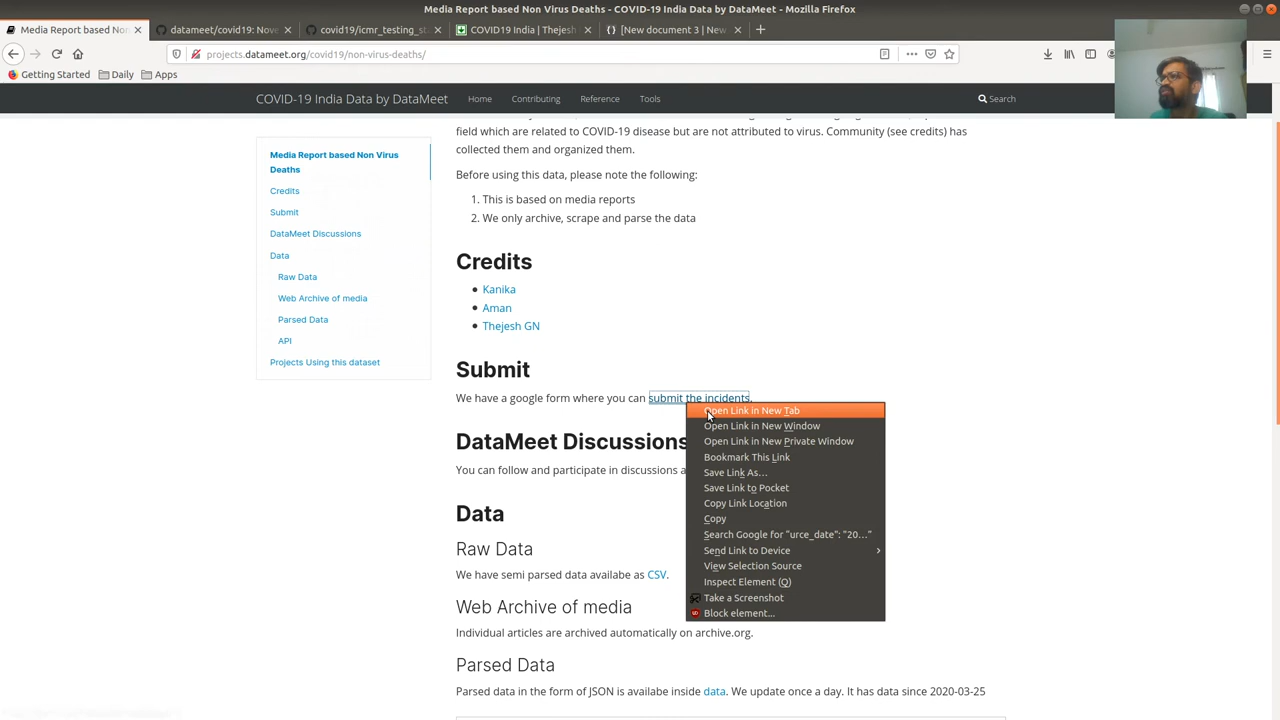 Media Report based Non Virus Deaths - COVID-19 India Data by DataMeet - Mozilla Firefox
Media Report based Non
datameet/covid19: Nove
covid19/icmr_testing_st
COVID19 India | Thejesh
[New document 3 | New
projects.datameet.org/covid19/non-virus-deaths/
Getting Started Daily Apps
COVID-19 India Data by DataMeet Home Contributing Reference Tools Search
Media Report based Non Virus
Deaths
Credits
Submit
DataMeet Discussions
Data
Raw Data
Web Archive of media
Parsed Data
API
Projects Using this dataset
field which are related to COVID-19 disease but are not attributed to virus. Community (see credits) has
collected them and organized them.
Before using this data, please note the following:
1. This is based on media reports
2. We only archive, scrape and parse the data
Credits
Kanika
Aman
Thejesh GN
Submit
We have a google form where you can submit the incidents.
DataMeet Discussions
You can follow and participate in discussions a
Data
Raw Data
We have semi parsed data availabe as CSV.
Web Archive of media
Individual articles are archived automatically on archive.org.
Parsed Data
Parsed data in the form of JSON is availabe inside data. We update once a day. It has data since 2020-03-25
Open Link in New Tab
Open Link in New Window
Open Link in New Private Window
Bookmark This Link
Save Link As…
Save Link to Pocket
Copy Link Location
Copy
Search Google for "urce_date": "20…"
Send Link to Device
View Selection Source
Inspect Element (Q)
Take a Screenshot
Block element…